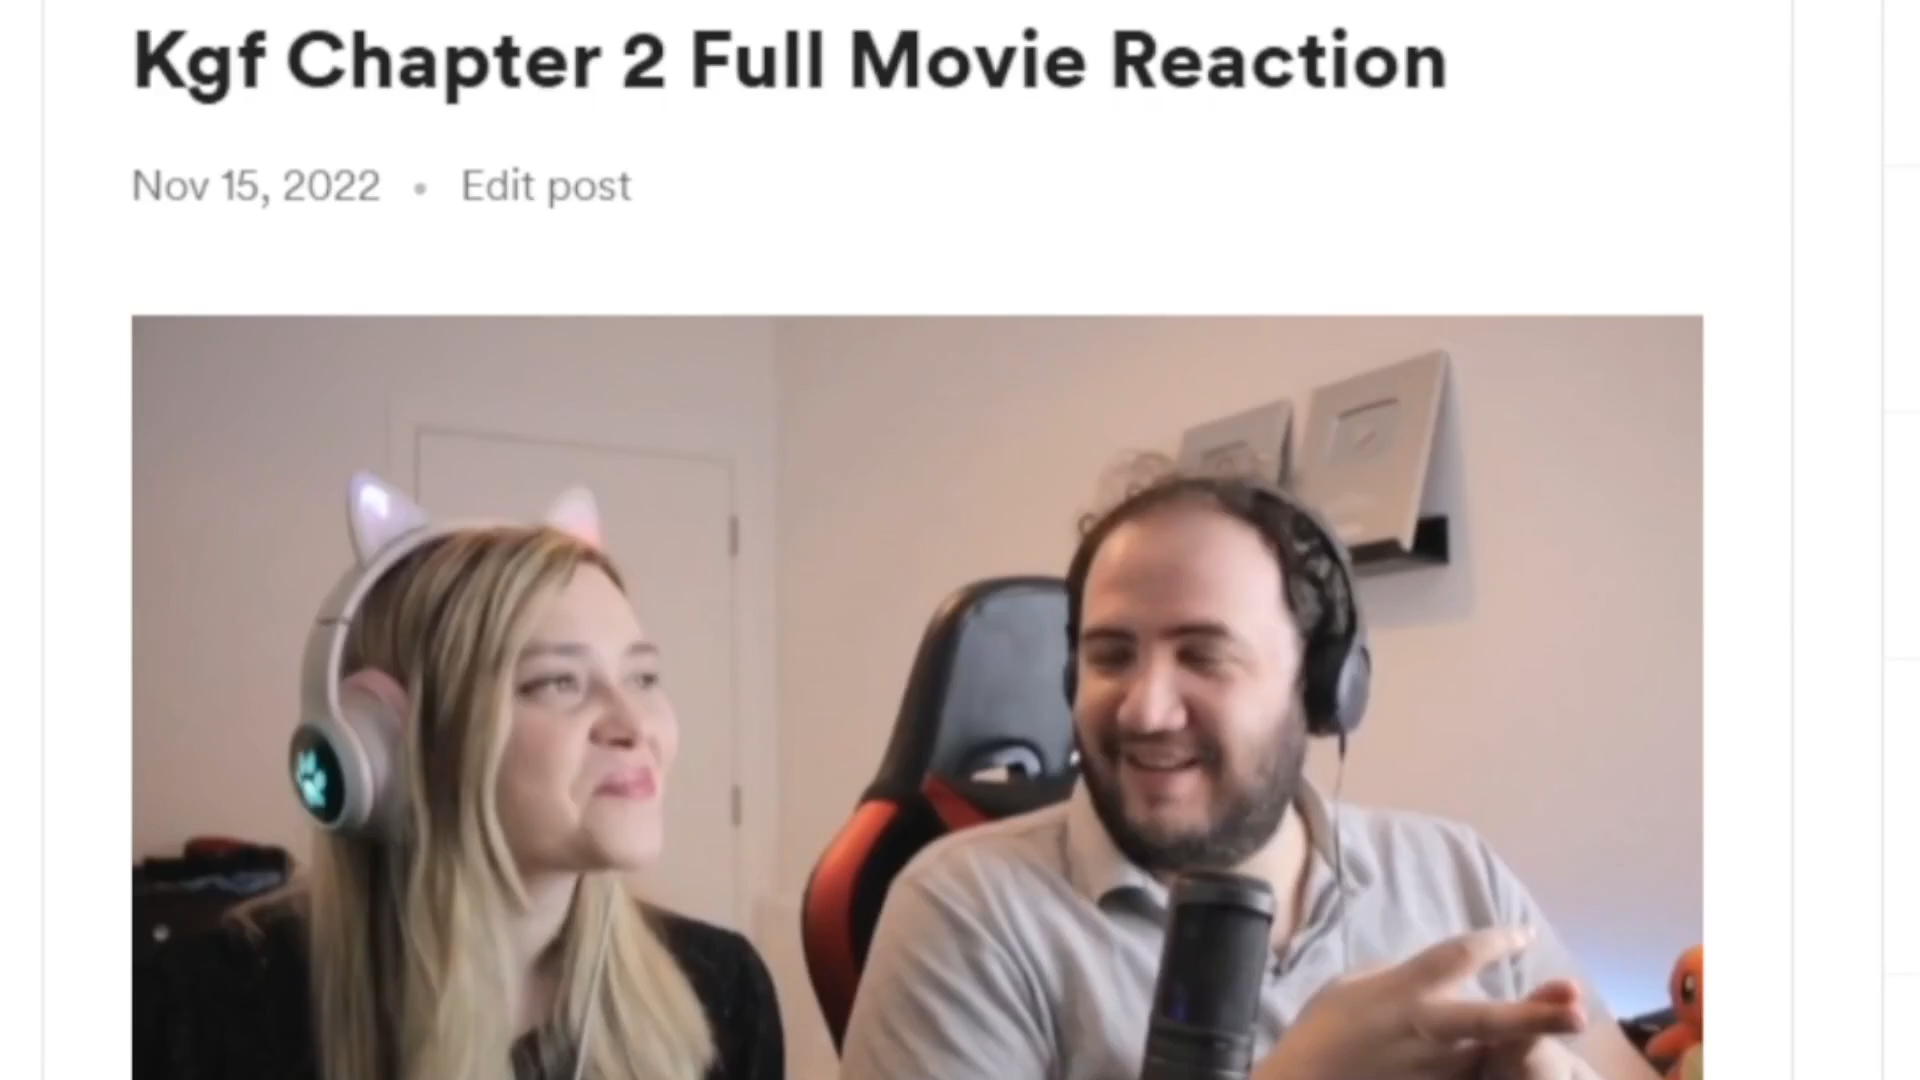 Kgf Chapter 2 Full Movie Reaction
Nov 15, 2022 • Edit post